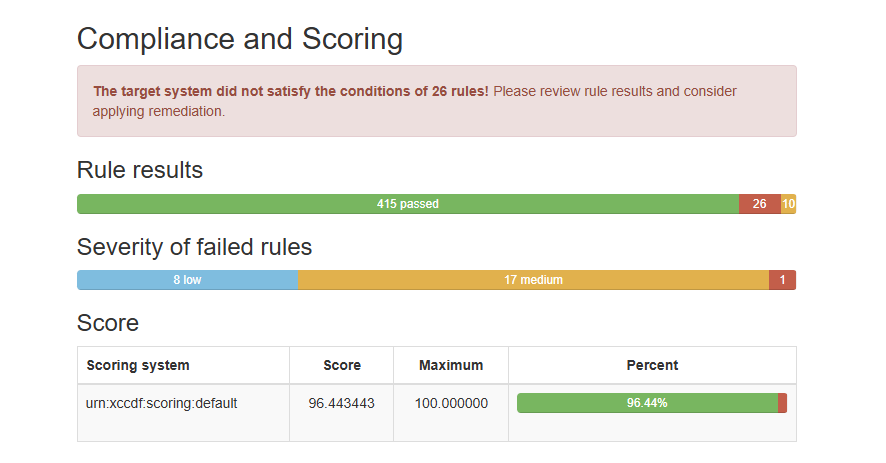 Compliance and Scoring
The target system did not satisfy the conditions of 26 rules! Please review rule results and consider
applying remediation.
Rule results
415 passed 26 10
Severity of failed rules
8 low 17 medium 1
Score
Scoring system Score Maximum Percent
urn:xccdf:scoring:default 96.443443 100.000000 96.44%